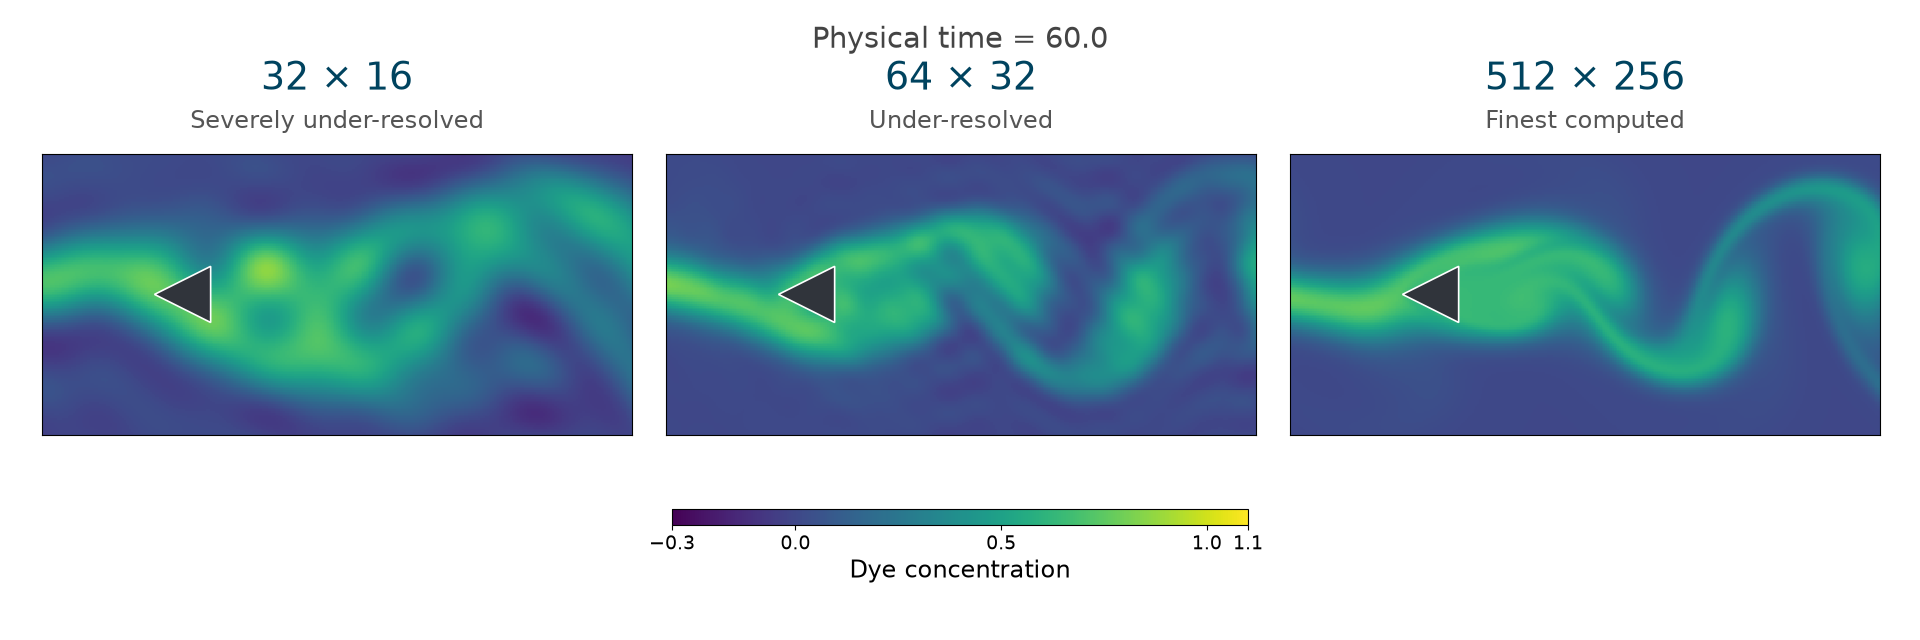 Physical time = 60.0
32 × 16
64 × 32
512 × 256
Severely under-resolved
Under-resolved
Finest computed
−0.3
0.0
0.5
1.0
1.1
Dye concentration